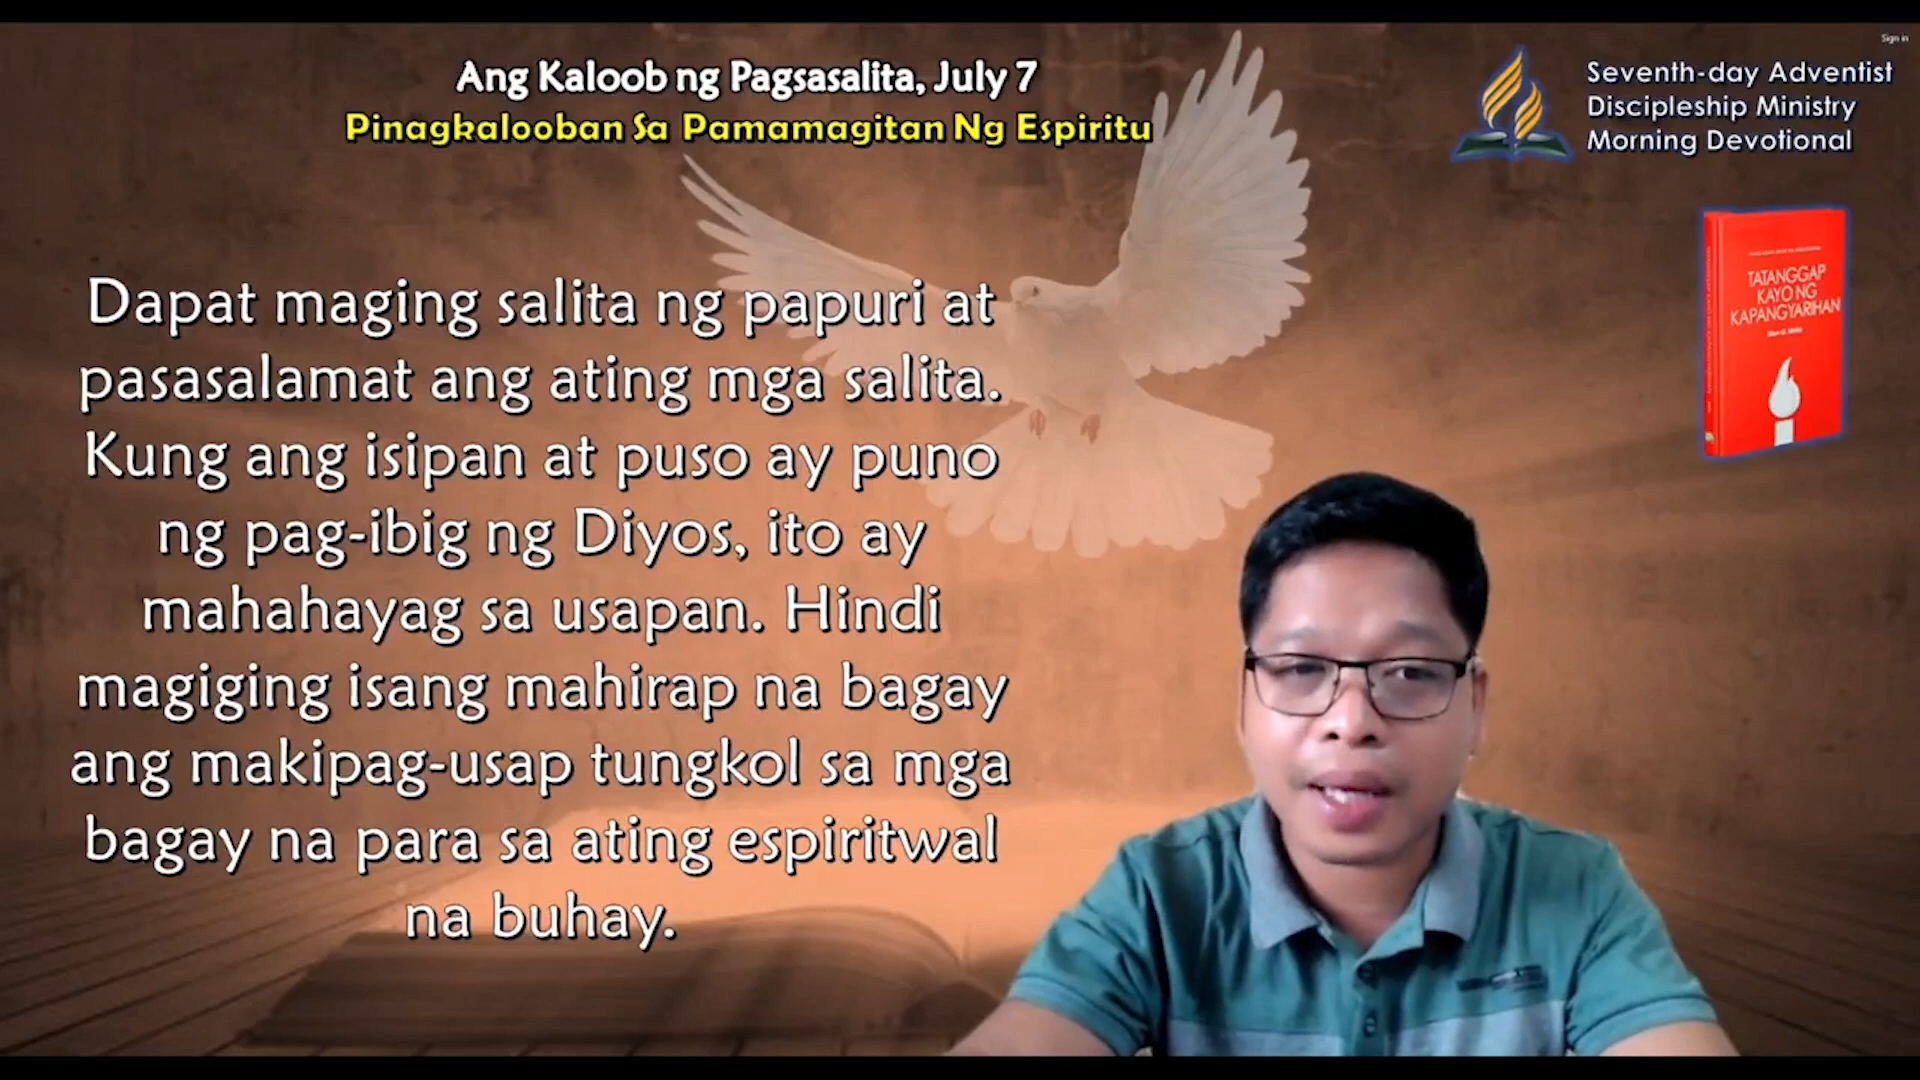 Sign in
Ang Kaloob ng Pagsasalita, July 7
Pinagkalooban Sa Pamamagitan Ng Espiritu
Seventh-day Adventist
Discipleship Ministry
Morning Devotional
TATANGGAP
KAYO NG
KAPANGYARIHAN
Dapat maging salita ng papuri at
pasasalamat ang ating mga salita.
Kung ang isipan at puso ay puno
ng pag-ibig ng Diyos, ito ay
mahahayag sa usapan. Hindi
magiging isang mahirap na bagay
ang makipag-usap tungkol sa mga
bagay na para sa ating espiritwal
na buhay.